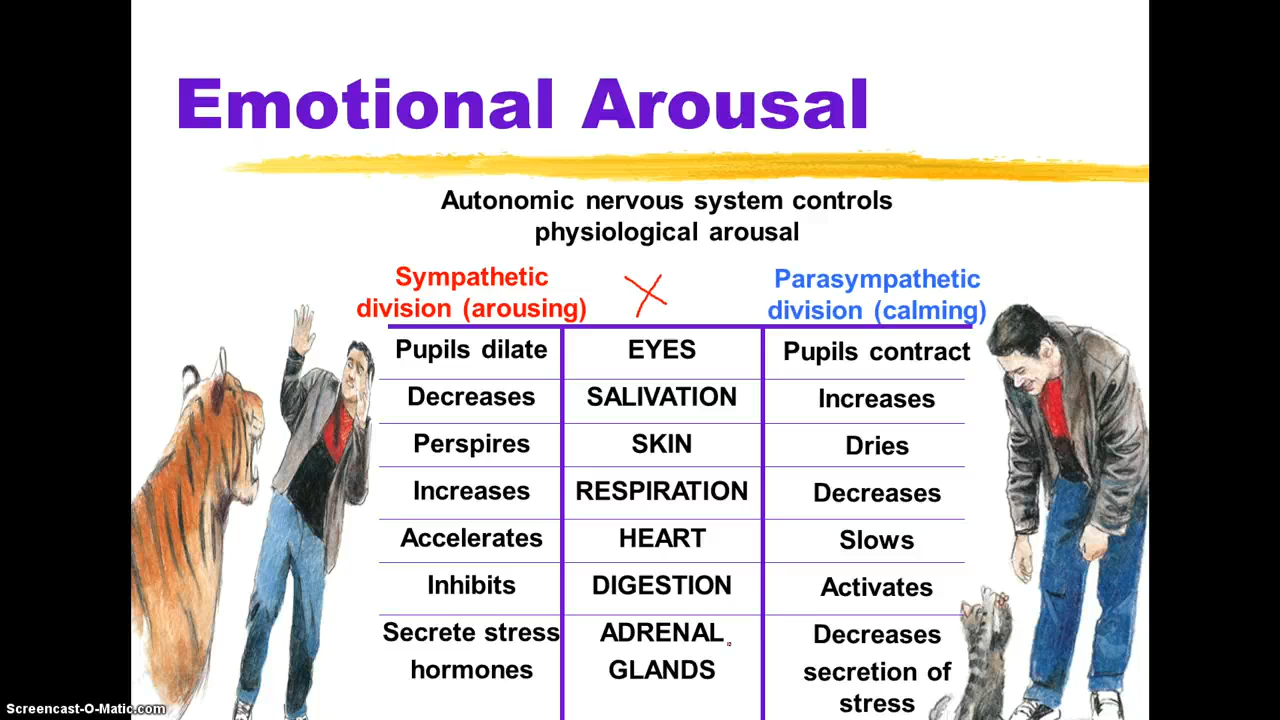 Emotional Arousal
Autonomic nervous system controls
physiological arousal
Sympathetic
division (arousing)
Parasympathetic
division (calming)
Pupils dilate EYES Pupils contract
Decreases SALIVATION Increases
Perspires SKIN Dries
Increases RESPIRATION Decreases
Accelerates HEART Slows
Inhibits DIGESTION Activates
Secrete stress ADRENAL Decreases
hormones GLANDS secretion of
stress
Screencast-O-Matic.com